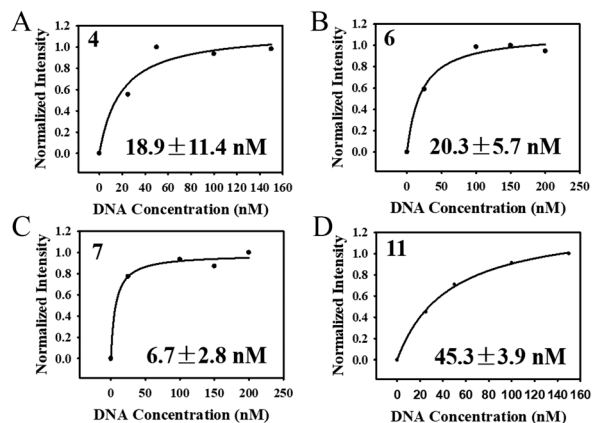 A
4
Normalized Intensity
1.2
1.0
0.8
0.6
0.4
0.2
0.0
18.9±11.4 nM
0 20 40 60 80 100 120 140 160
DNA Concentration (nM)
B
6
Normalized Intensity
1.2
1.0
0.8
0.6
0.4
0.2
0.0
20.3±5.7 nM
0 50 100 150 200 250
DNA Concentration (nM)
C
7
Normalized Intensity
1.2
1.0
0.8
0.6
0.4
0.2
0.0
6.7±2.8 nM
0 50 100 150 200 250
DNA Concentration (nM)
D
11
Normalized Intensity
1.2
1.0
0.8
0.6
0.4
0.2
0.0
45.3±3.9 nM
0 20 40 60 80 100 120 140 160
DNA Concentration (nM)